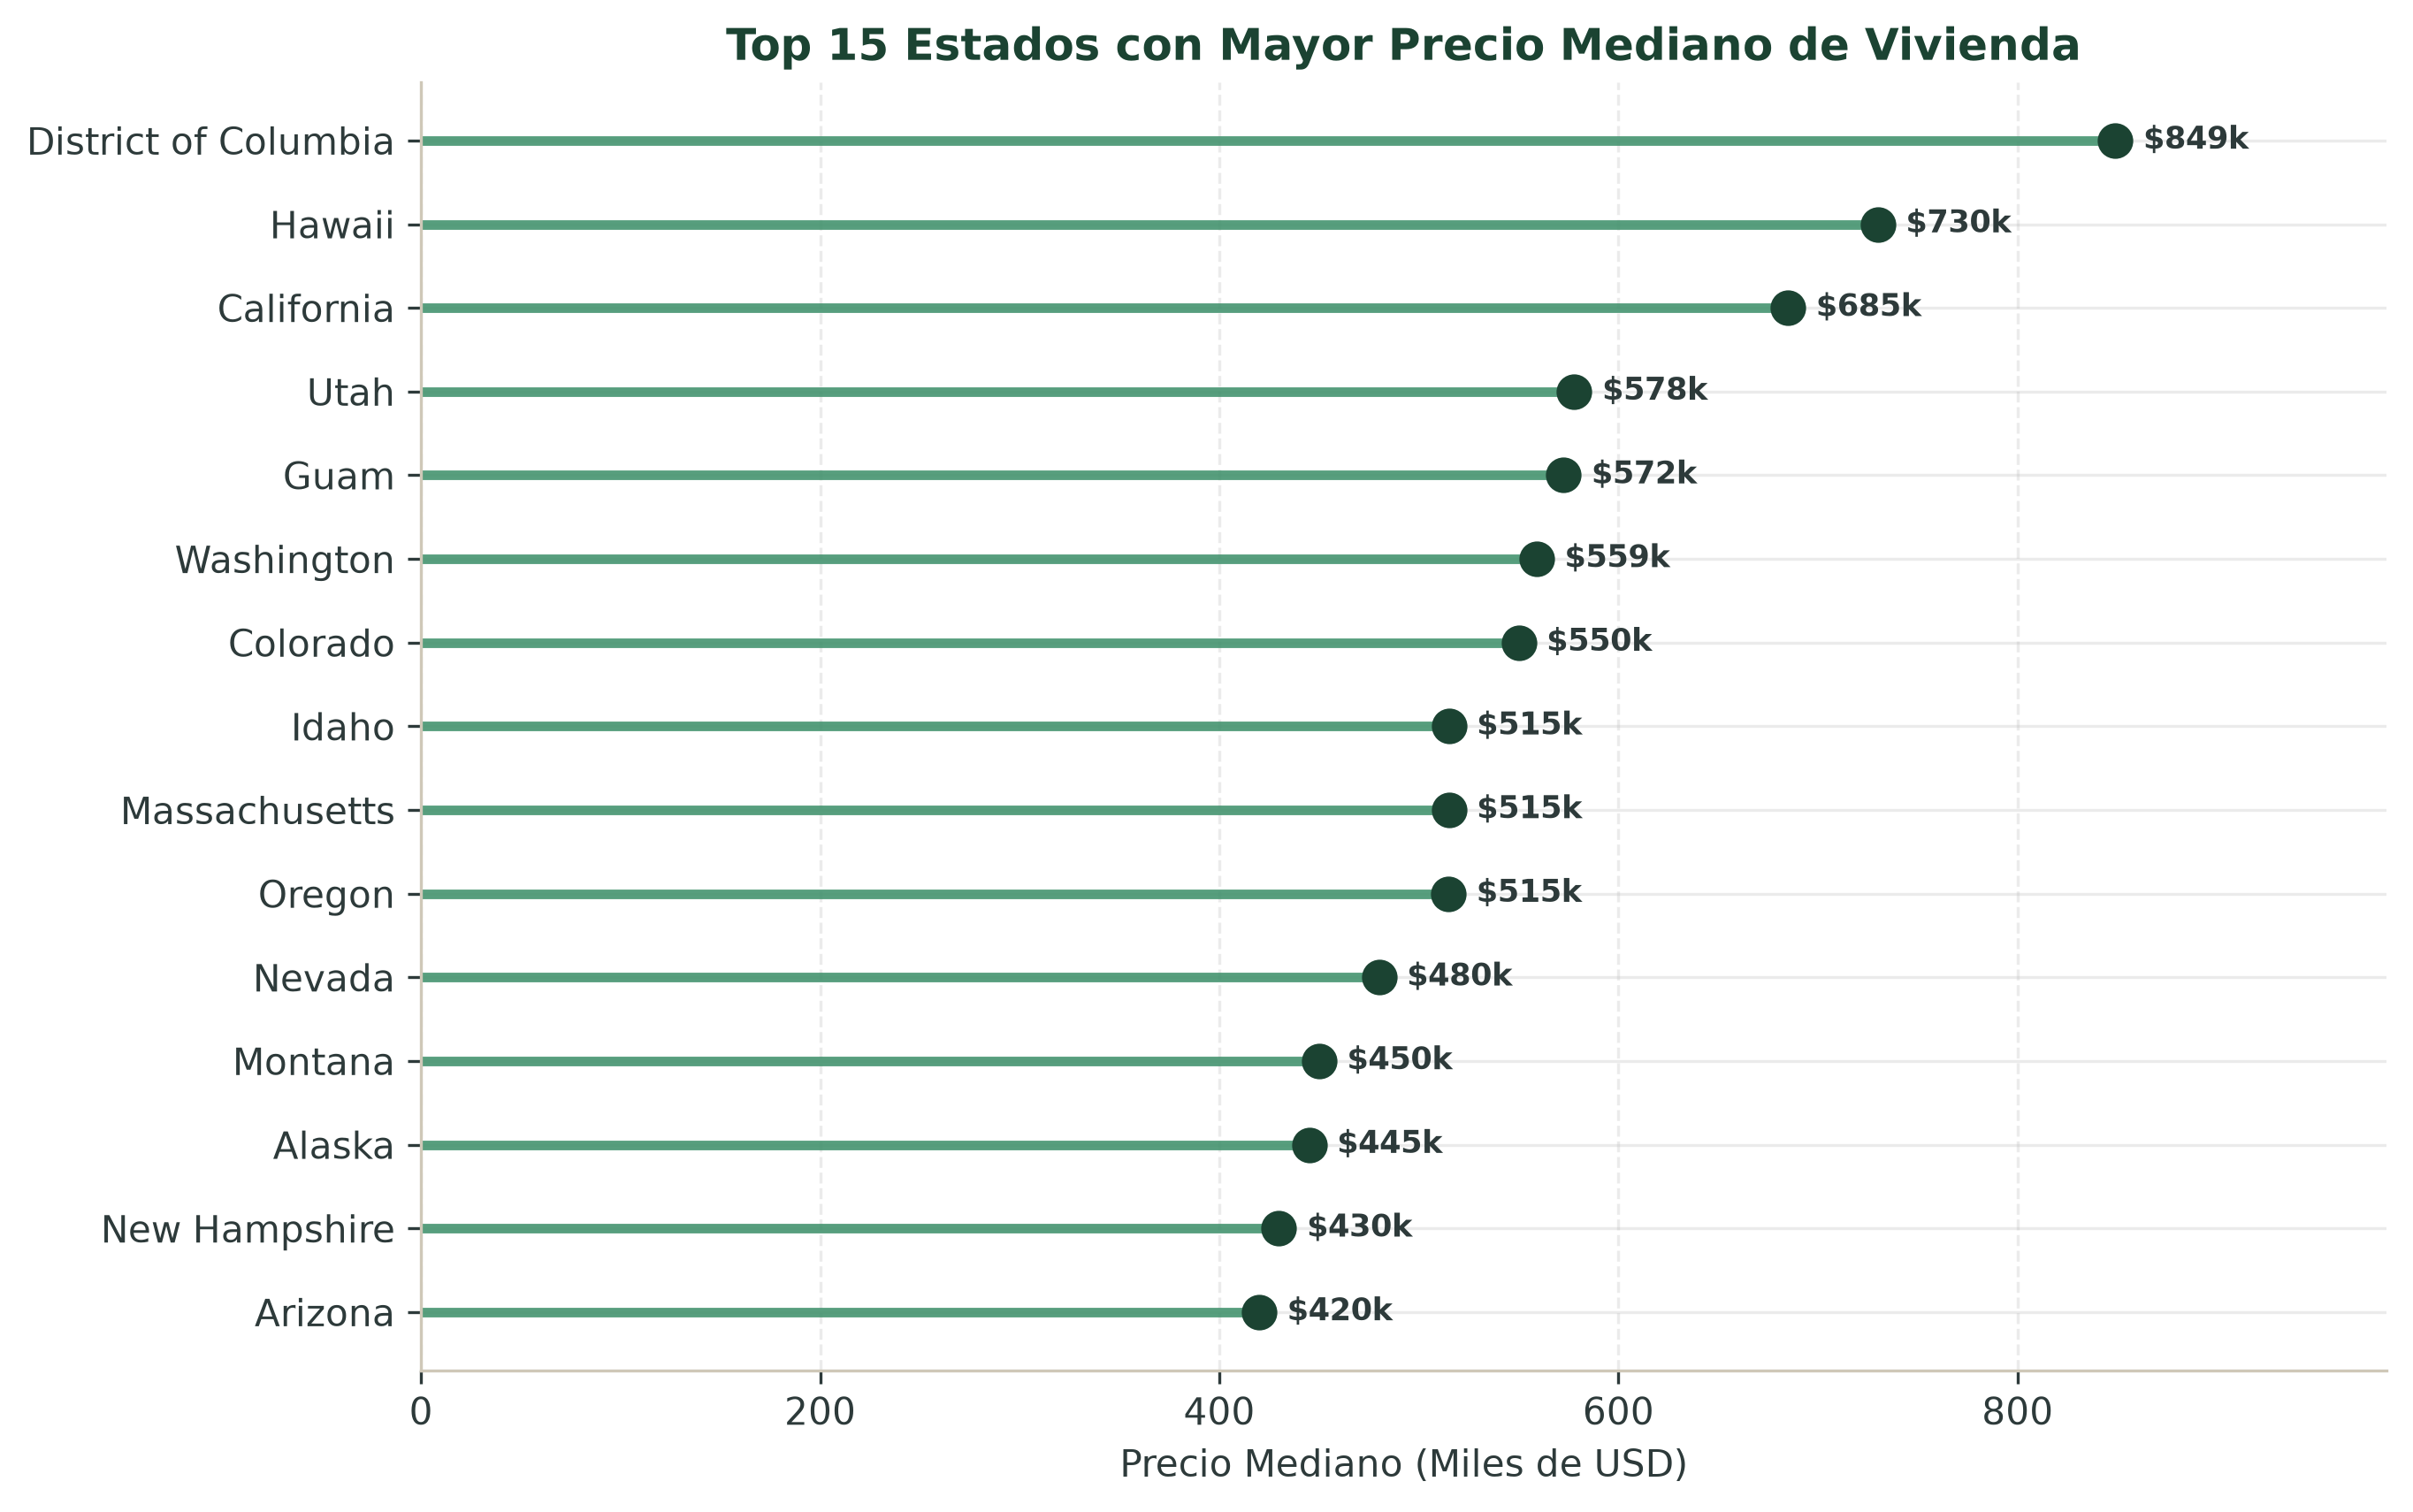 Top 15 Estados con Mayor Precio Mediano de Vivienda
District of Columbia $849k
Hawaii $730k
California $685k
Utah $578k
Guam $572k
Washington $559k
Colorado $550k
Idaho $515k
Massachusetts $515k
Oregon $515k
Nevada $480k
Montana $450k
Alaska $445k
New Hampshire $430k
Arizona $420k
0 200 400 600 800
Precio Mediano (Miles de USD)